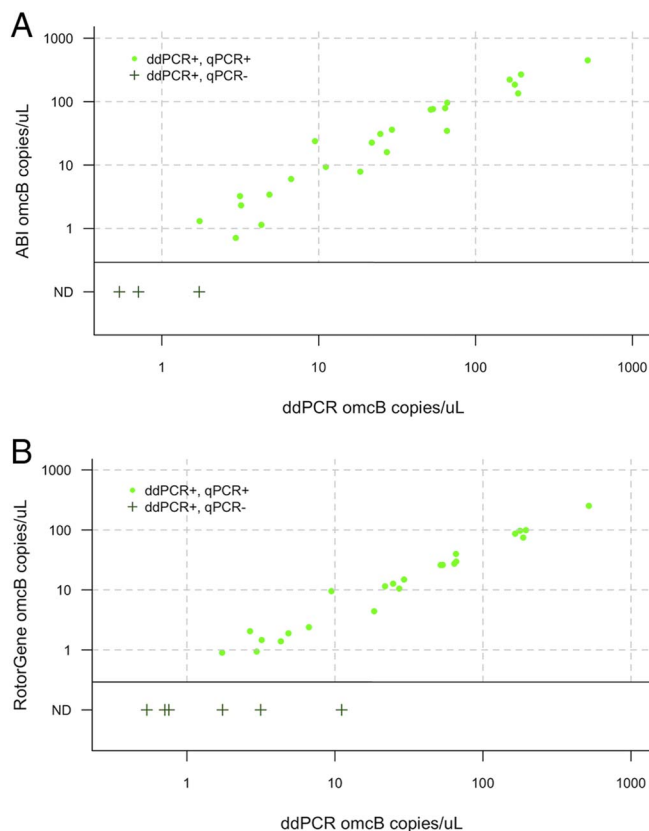 A
1000
100
10
1
ND
ABI omcB copies/uL
ddPCR+, qPCR+
ddPCR+, qPCR-
1
10
100
1000
ddPCR omcB copies/uL
B
1000
100
10
1
ND
RotorGene omcB copies/uL
ddPCR+, qPCR+
ddPCR+, qPCR-
1
10
100
1000
ddPCR omcB copies/uL